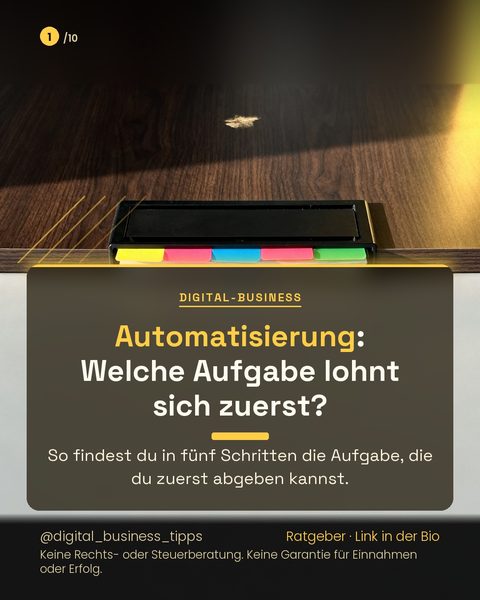 1 /10
DIGITAL-BUSINESS
Automatisierung:
Welche Aufgabe lohnt
sich zuerst?
So findest du in fünf Schritten die Aufgabe, die
du zuerst abgeben kannst.
@digital_business_tipps
Ratgeber · Link in der Bio
Keine Rechts- oder Steuerberatung. Keine Garantie für Einnahmen
oder Erfolg.